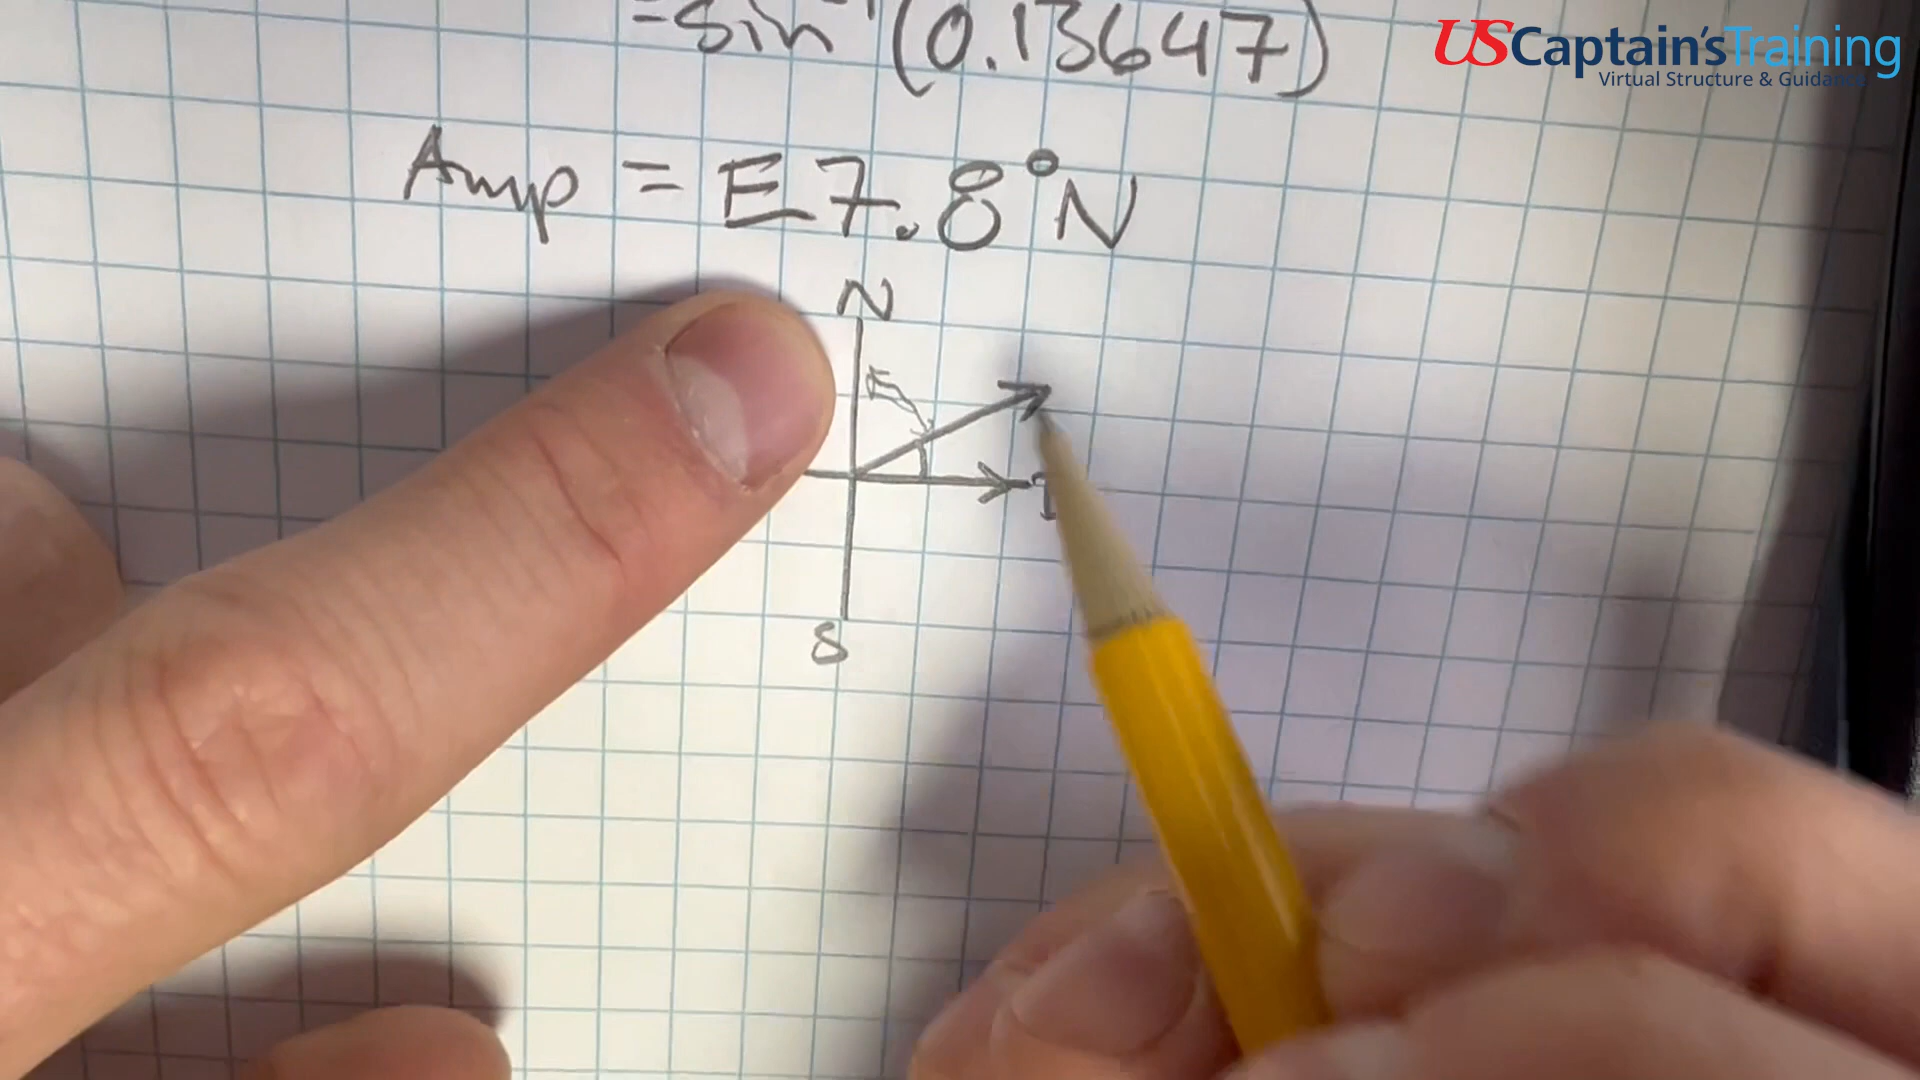 USCaptain'sTraining
Virtual Structure & Guidance
=sin⁻¹(0.13647)
Amp = E7.8°N
N
S